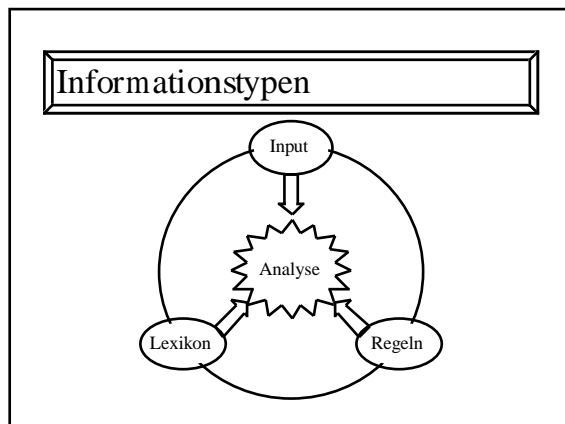 Informationstypen
Input
Analyse
Lexikon
Regeln